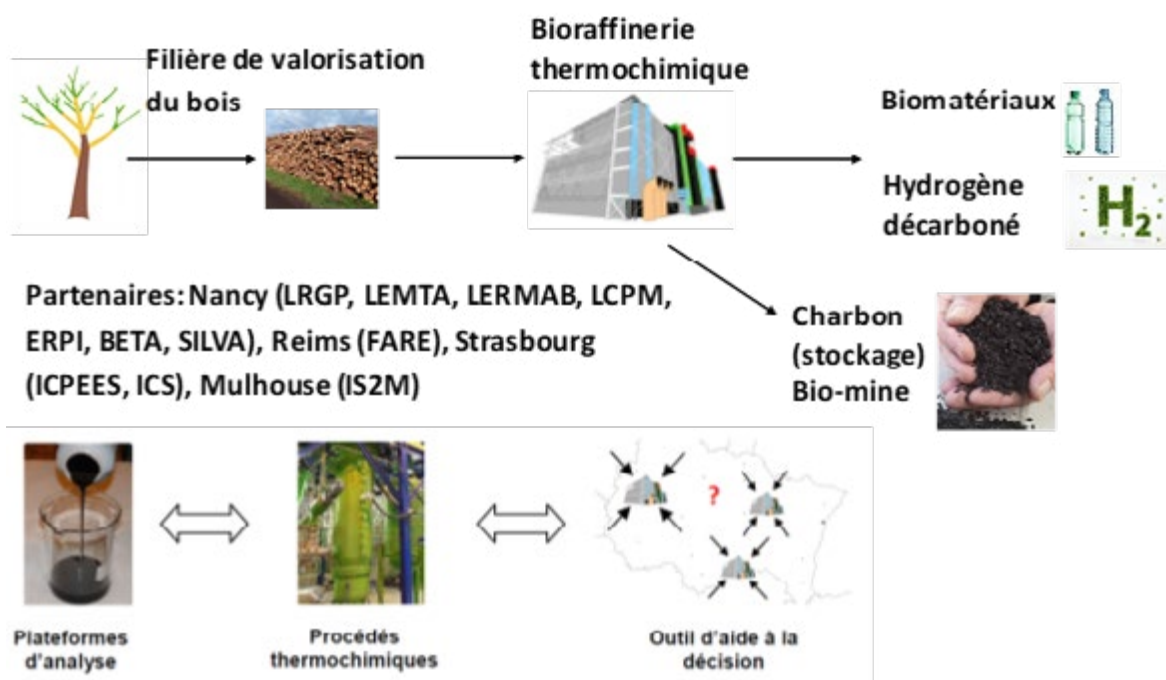 Filière de valorisation
du bois
Bioraffinerie
thermochimique
Biomatériaux
Hydrogène
décarboné
H2
Partenaires: Nancy (LRGP, LEMTA, LERMAB, LCPM,
ERPI, BETA, SILVA), Reims (FARE), Strasbourg
(ICPEES, ICS), Mulhouse (IS2M)
Charbon
(stockage)
Bio-mine
?
Plateformes
d'analyse
Procédés
thermochimiques
Outil d'aide à la
décision